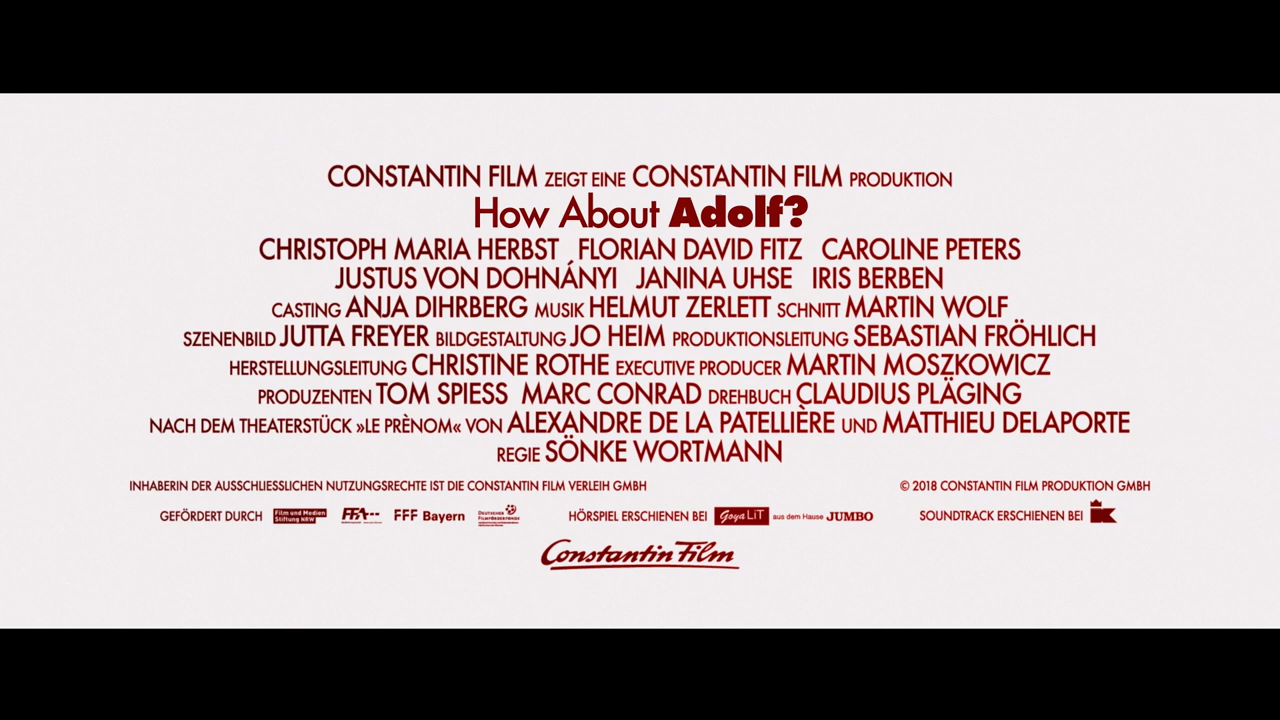 CONSTANTIN FILM ZEIGT EINE CONSTANTIN FILM PRODUKTION
How About Adolf?
CHRISTOPH MARIA HERBST FLORIAN DAVID FITZ CAROLINE PETERS
JUSTUS VON DOHNÁNYI JANINA UHSE IRIS BERBEN
CASTING ANJA DIHRBERG MUSIK HELMUT ZERLETT SCHNITT MARTIN WOLF
SZENENBILD JUTTA FREYER BILDGESTALTUNG JO HEIM PRODUKTIONSLEITUNG SEBASTIAN FRÖHLICH
HERSTELLUNGSLEITUNG CHRISTINE ROTHE EXECUTIVE PRODUCER MARTIN MOSZKOWICZ
PRODUZENTEN TOM SPIESS MARC CONRAD DREHBUCH CLAUDIUS PLÄGING
NACH DEM THEATERSTÜCK »LE PRÈNOM« VON ALEXANDRE DE LA PATELLIÈRE UND MATTHIEU DELAPORTE
REGIE SÖNKE WORTMANN
INHABERIN DER AUSSCHLIESSLICHEN NUTZUNGSRECHTE IST DIE CONSTANTIN FILM VERLEIH GMBH © 2018 CONSTANTIN FILM PRODUKTION GMBH
GEFÖRDERT DURCH Film und Medien Stiftung NRW FFA FFF Bayern DEUTSCHER FILMFÖRDERFONDS HÖRSPIEL ERSCHIENEN BEI Goya LiT aus dem Hause JUMBO SOUNDTRACK ERSCHIENEN BEI
Constantin Film